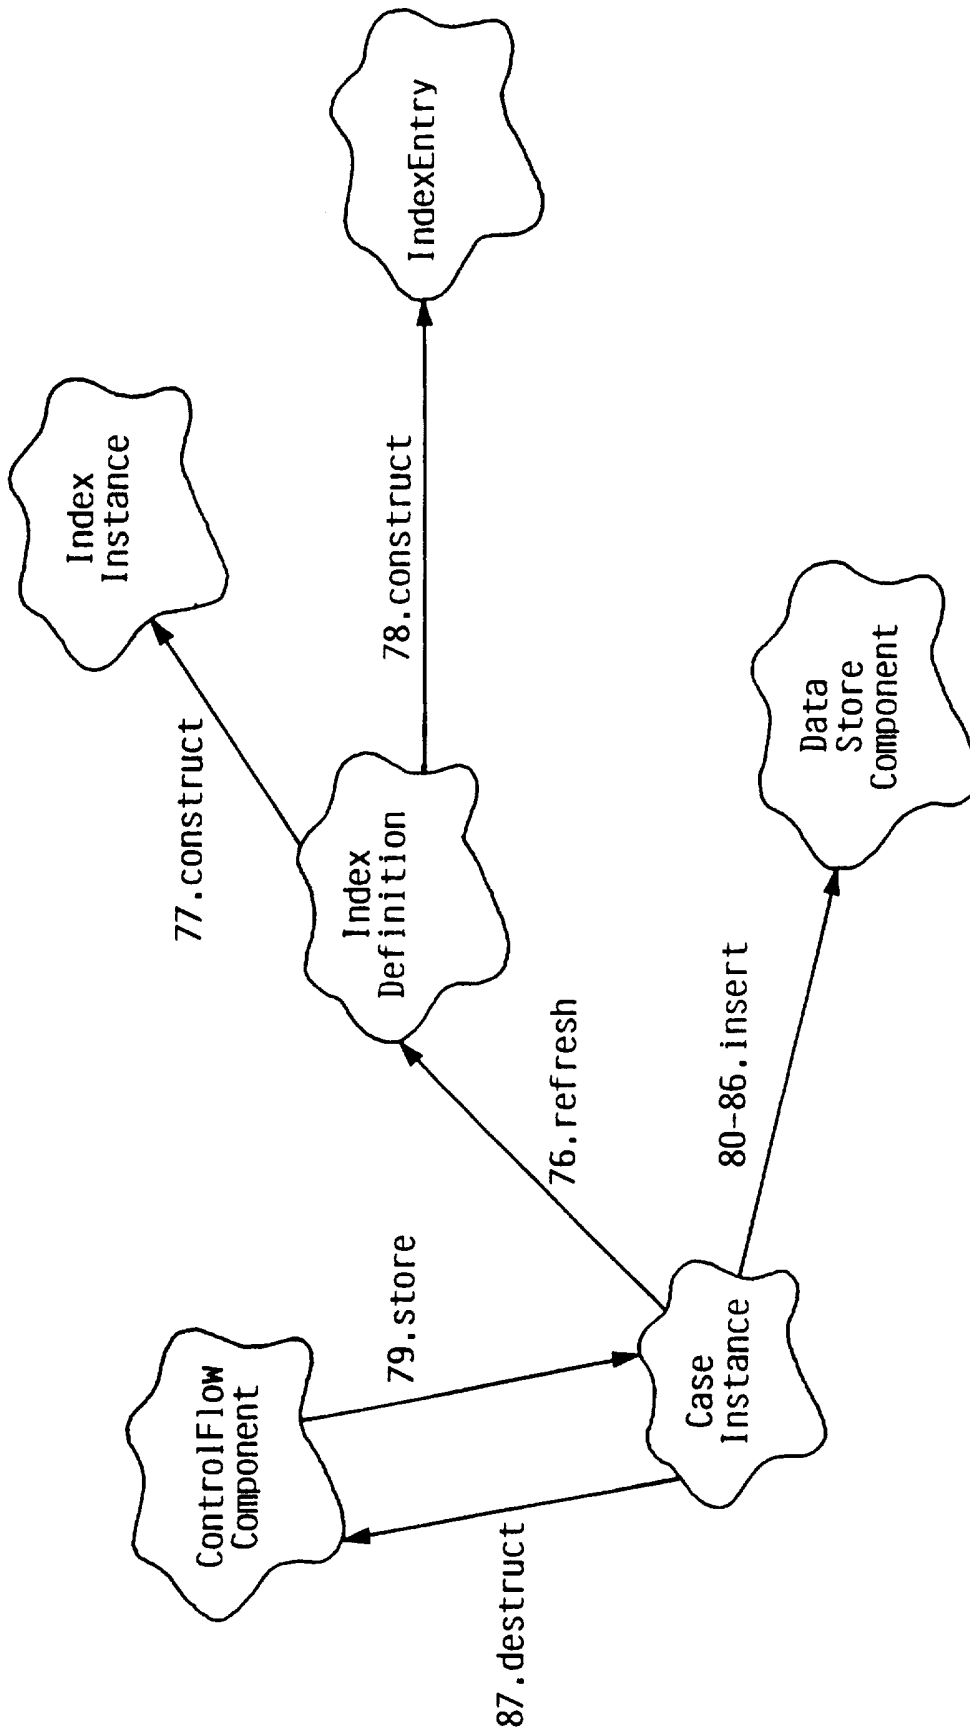 ControlFlow
Component
87.destruct
79.store
Case
Instance
76.refresh
80-86.insert
Index
Definition
77.construct
Index
Instance
78.construct
IndexEntry
Data
Store
Component